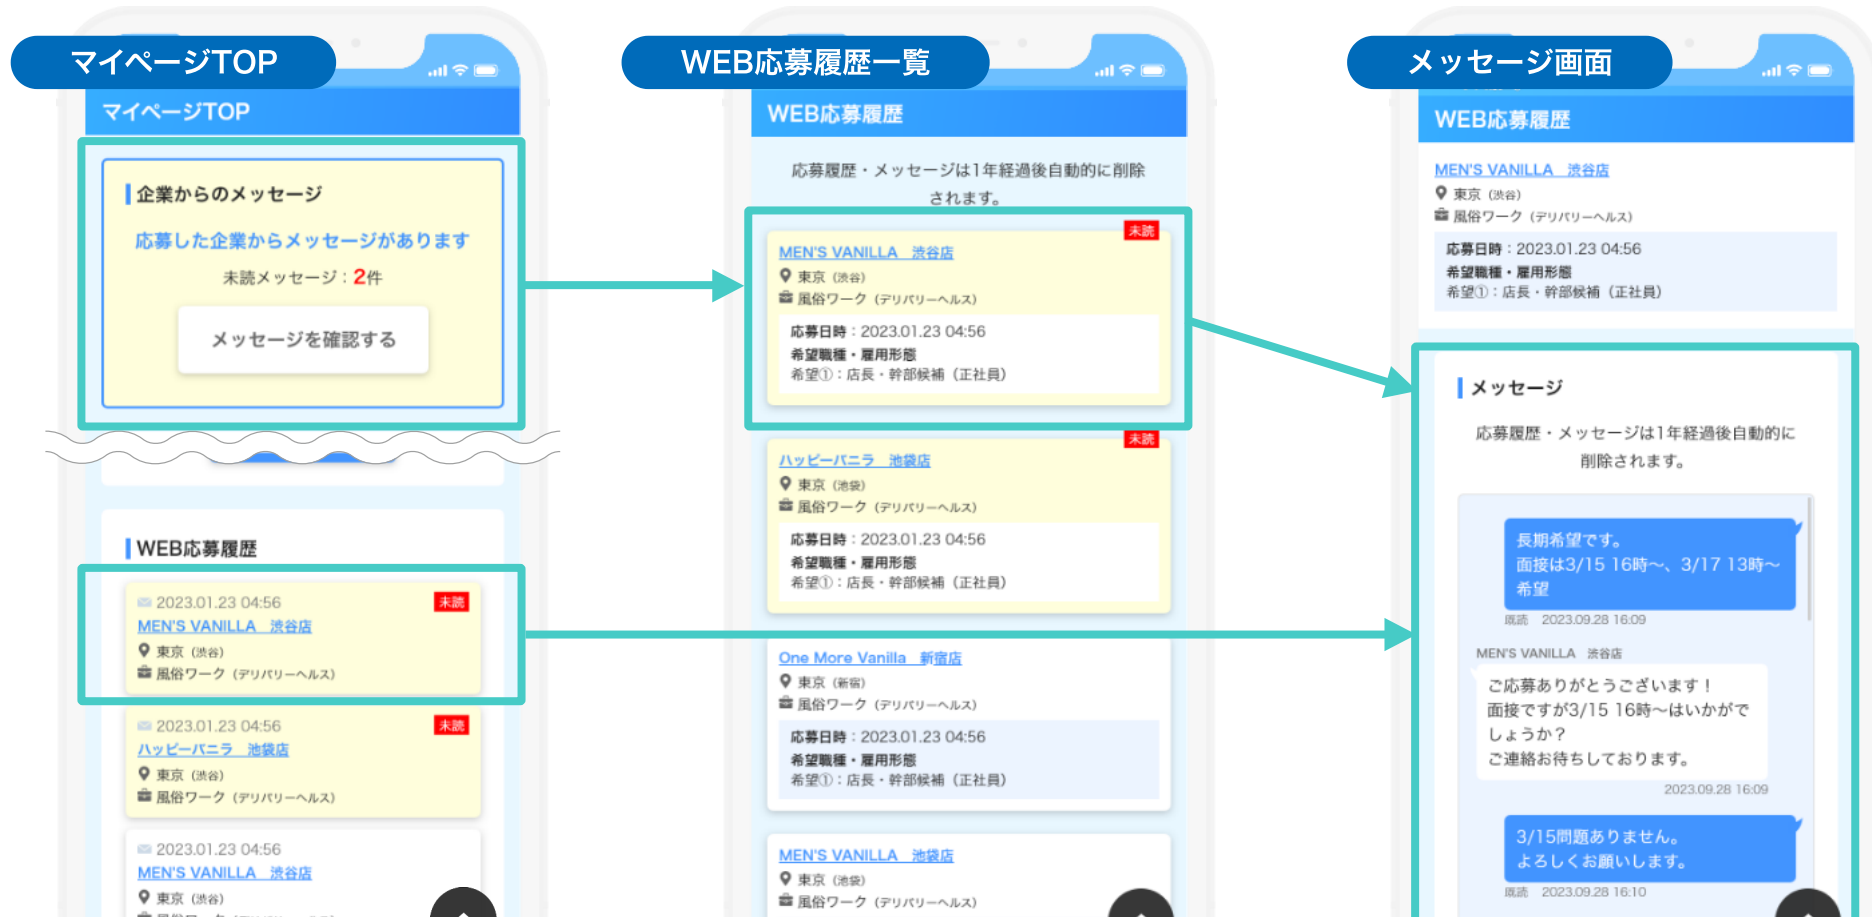 マイページTOP
マイページTOP
企業からのメッセージ
応募した企業からメッセージがあります
未読メッセージ：2件
メッセージを確認する
WEB応募履歴
2023.01.23 04:56
未読
MEN'S VANILLA　渋谷店
東京（渋谷）
風俗ワーク（デリバリーヘルス）
2023.01.23 04:56
未読
ハッピーバニラ　池袋店
東京（渋谷）
風俗ワーク（デリバリーヘルス）
2023.01.23 04:56
MEN'S VANILLA　渋谷店
東京（渋谷）
WEB応募履歴一覧
WEB応募履歴
応募履歴・メッセージは1年経過後自動的に削除
されます。
未読
MEN'S VANILLA　渋谷店
東京（渋谷）
風俗ワーク（デリバリーヘルス）
応募日時：2023.01.23 04:56
希望職種・雇用形態
希望①：店長・幹部候補（正社員）
未読
ハッピーバニラ　池袋店
東京（池袋）
風俗ワーク（デリバリーヘルス）
応募日時：2023.01.23 04:56
希望職種・雇用形態
希望①：店長・幹部候補（正社員）
One More Vanilla　新宿店
東京（新宿）
風俗ワーク（デリバリーヘルス）
応募日時：2023.01.23 04:56
希望職種・雇用形態
希望①：店長・幹部候補（正社員）
MEN'S VANILLA　池袋店
東京（池袋）
風俗ワーク（デリバリーヘルス）
メッセージ画面
WEB応募履歴
MEN'S VANILLA　渋谷店
東京（渋谷）
風俗ワーク（デリバリーヘルス）
応募日時：2023.01.23 04:56
希望職種・雇用形態
希望①：店長・幹部候補（正社員）
メッセージ
応募履歴・メッセージは1年経過後自動的に
削除されます。
長期希望です。
面接は3/15 16時〜、3/17 13時〜
希望
既読　2023.09.28 16:09
MEN'S VANILLA　渋谷店
ご応募ありがとうございます！
面接ですが3/15 16時〜はいかがで
しょうか？
ご連絡お待ちしております。
2023.09.28 16:09
3/15問題ありません。
よろしくお願いします。
既読　2023.09.28 16:10